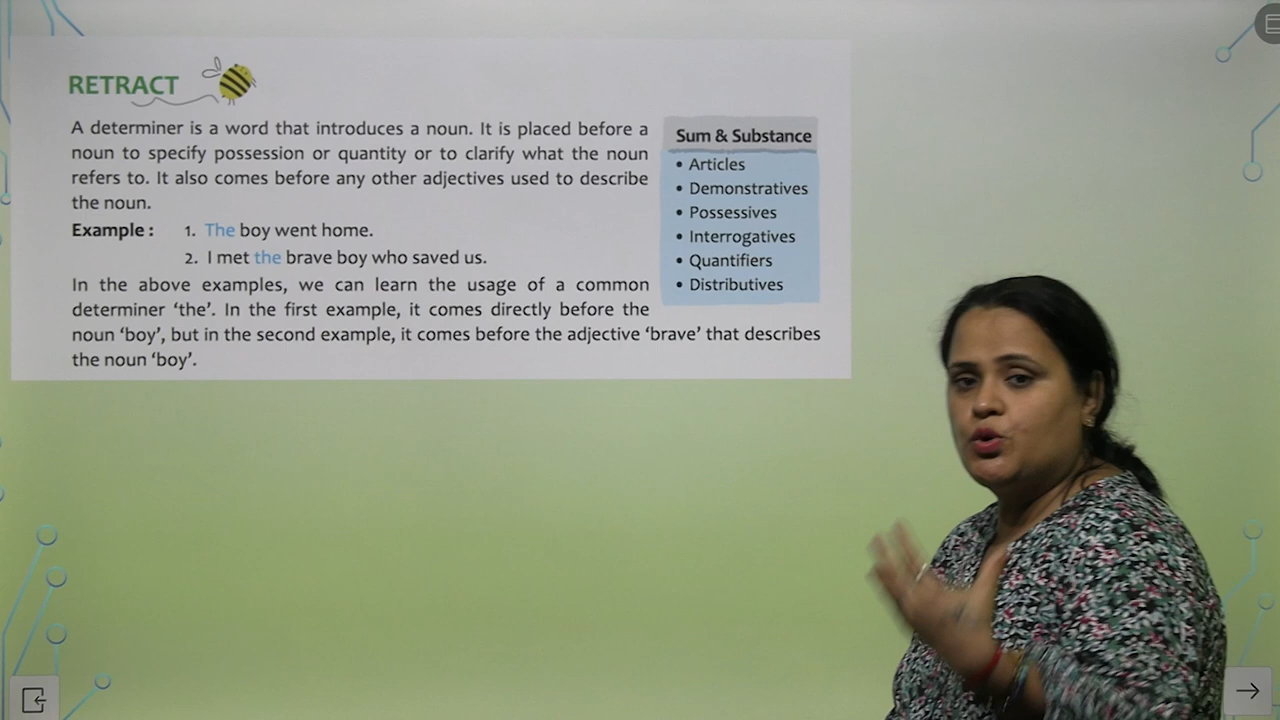 RETRACT
A determiner is a word that introduces a noun. It is placed before a
noun to specify possession or quantity or to clarify what the noun
refers to. It also comes before any other adjectives used to describe
the noun.
Example : 1. The boy went home.
2. I met the brave boy who saved us.
In the above examples, we can learn the usage of a common
determiner ‘the’. In the first example, it comes directly before the
noun ‘boy’, but in the second example, it comes before the adjective ‘brave’ that describes
the noun ‘boy’.
Sum & Substance
• Articles
• Demonstratives
• Possessives
• Interrogatives
• Quantifiers
• Distributives